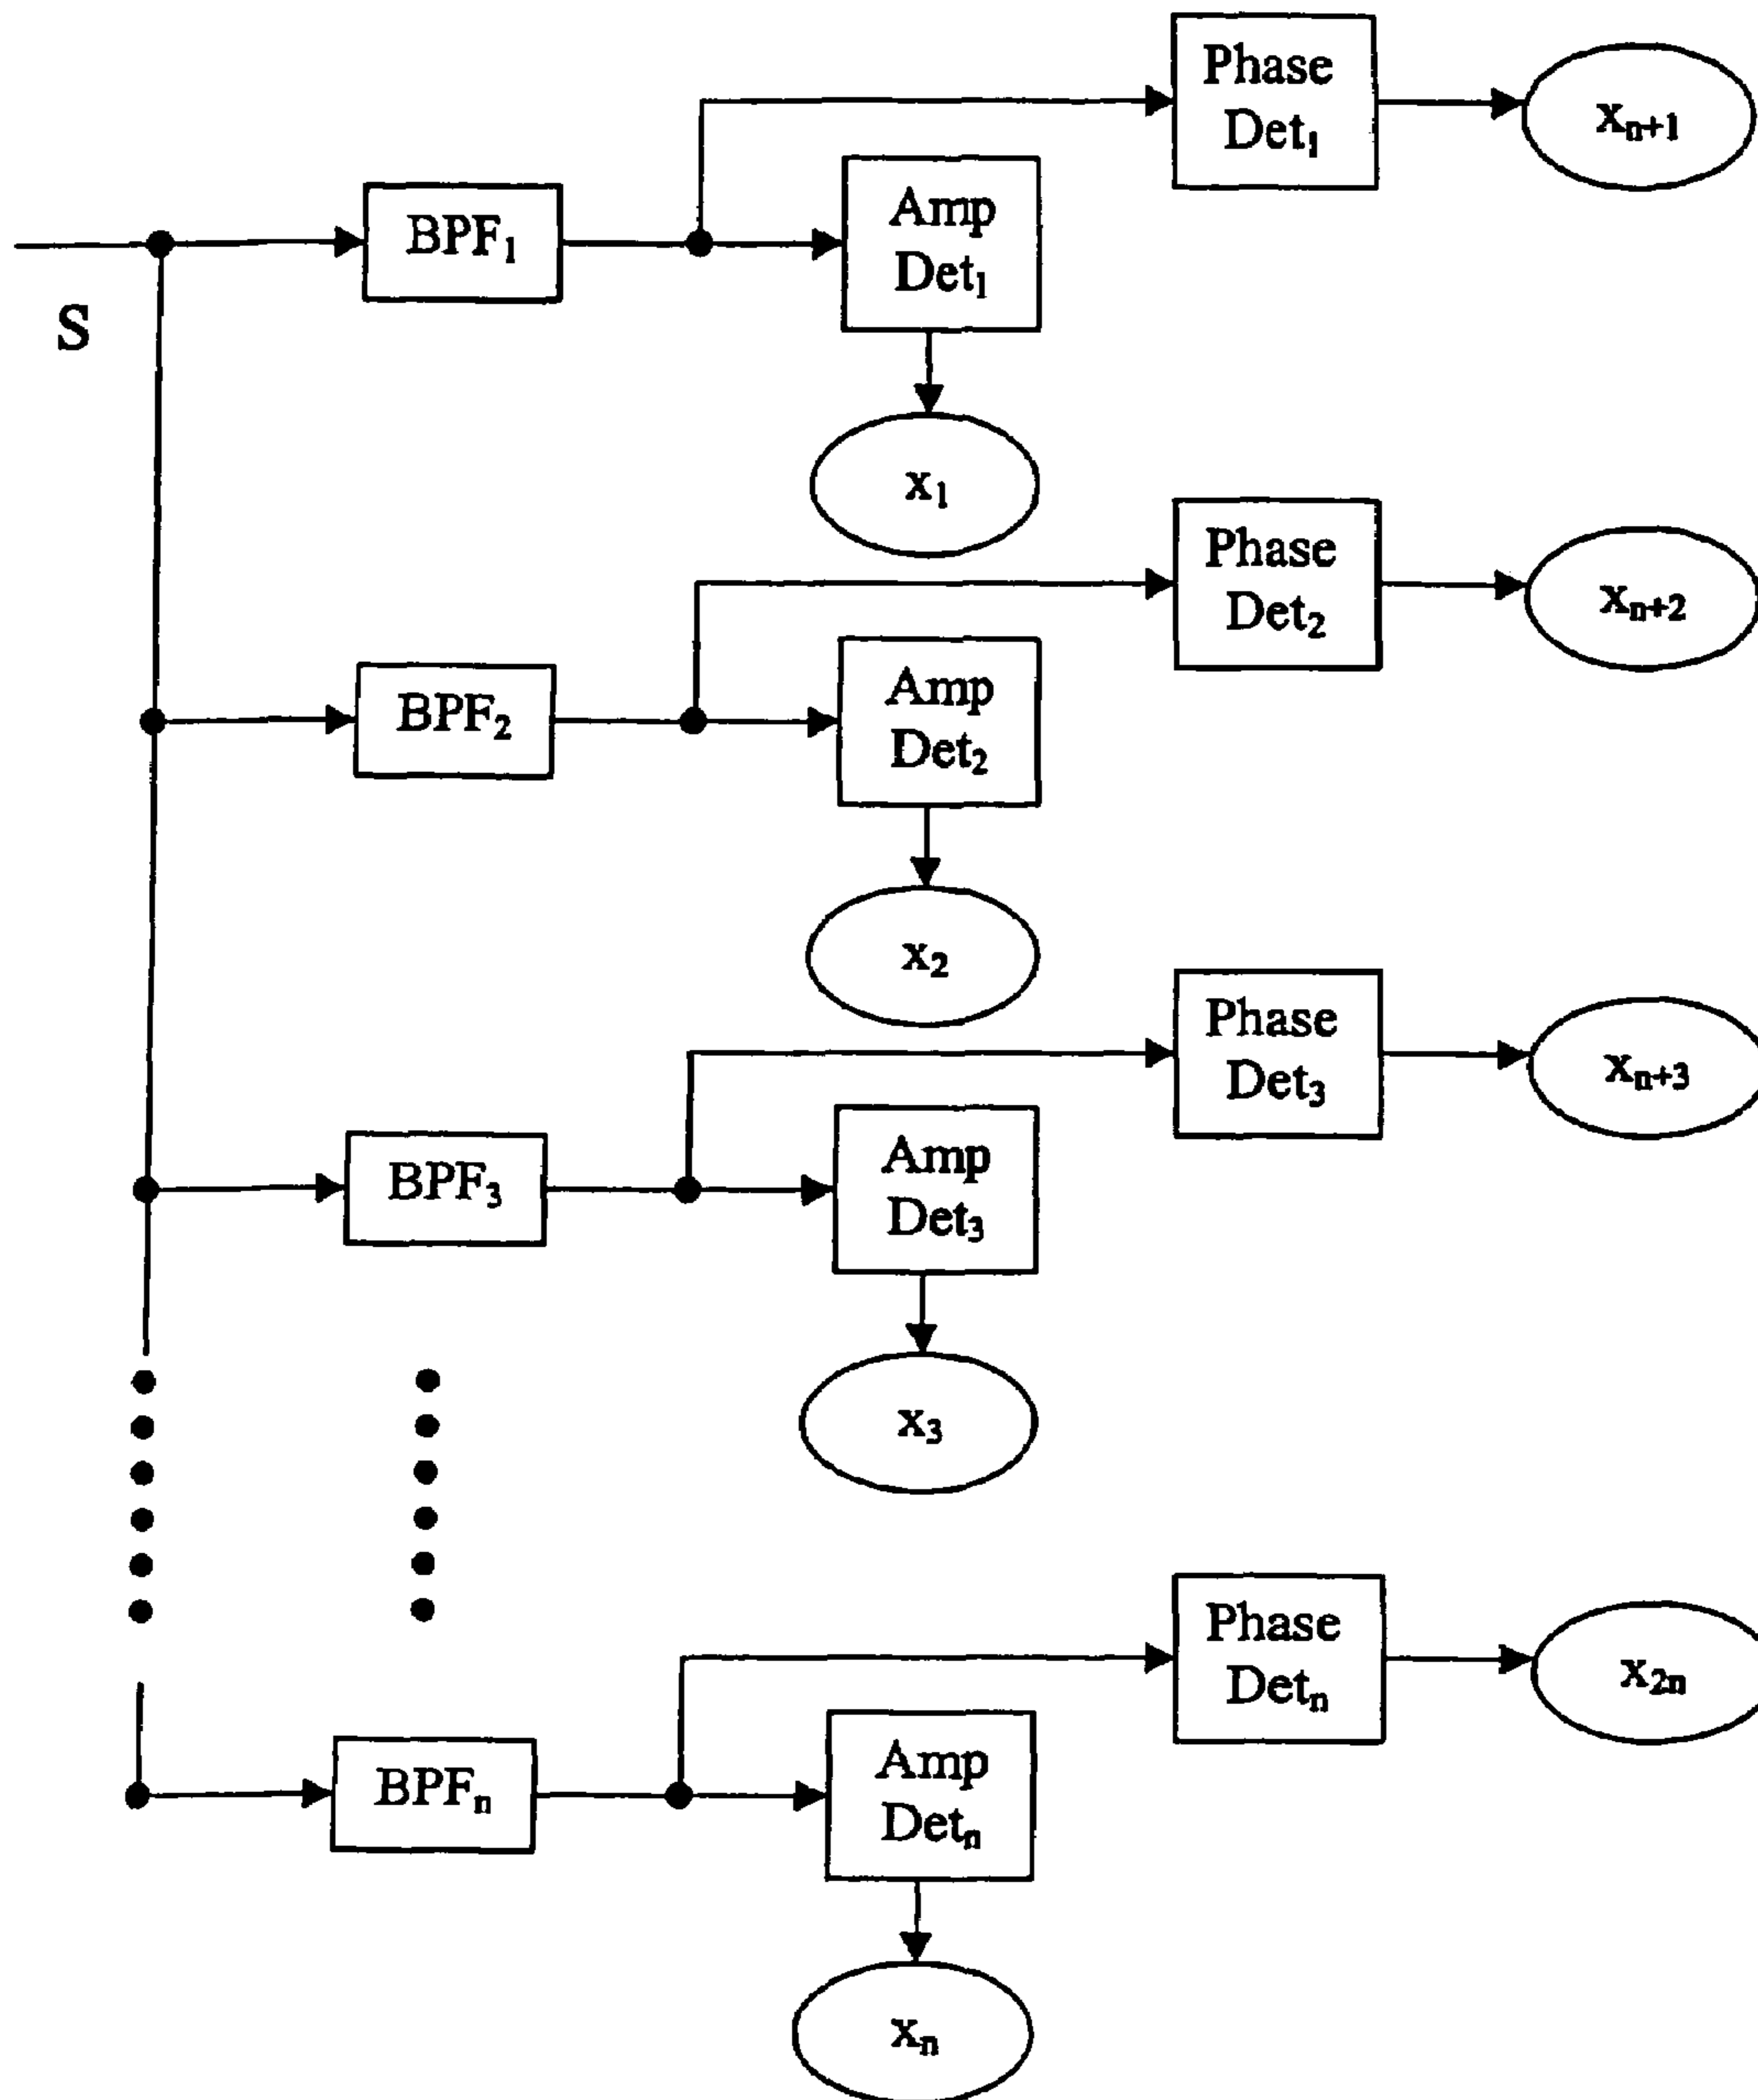 Phase
Det₁
xₙ₊₁
Amp
Det₁
BPF₁
S
x₁
Phase
Det₂
xₙ₊₂
Amp
Det₂
BPF₂
x₂
Phase
Det₃
xₙ₊₃
Amp
Det₃
BPF₃
x₃
Phase
Detₙ
x₂ₙ
Amp
Detₙ
BPFₙ
xₙ